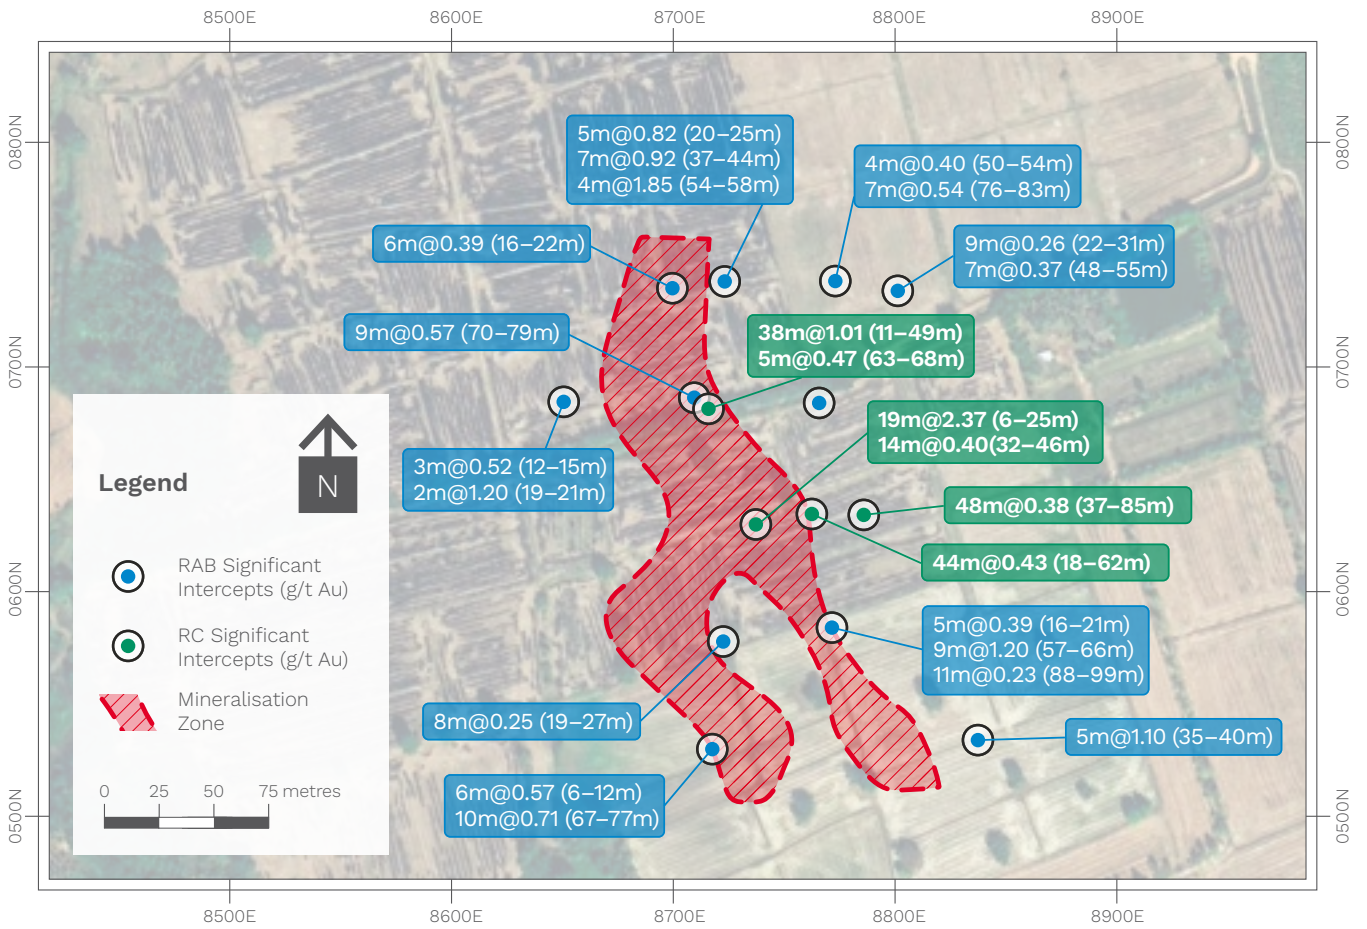 8500E
8600E
8700E
8800E
8900E
0800N
0800N
5m@0.82 (20–25m)
7m@0.92 (37–44m)
4m@1.85 (54–58m)
4m@0.40 (50–54m)
7m@0.54 (76–83m)
6m@0.39 (16–22m)
9m@0.26 (22–31m)
7m@0.37 (48–55m)
9m@0.57 (70–79m)
38m@1.01 (11–49m)
5m@0.47 (63–68m)
0700N
0700N
19m@2.37 (6–25m)
14m@0.40(32–46m)
3m@0.52 (12–15m)
2m@1.20 (19–21m)
48m@0.38 (37–85m)
44m@0.43 (18–62m)
Legend
N
RAB Significant
Intercepts (g/t Au)
RC Significant
Intercepts (g/t Au)
Mineralisation
Zone
0 25 50 75 metres
0600N
0600N
5m@0.39 (16–21m)
9m@1.20 (57–66m)
11m@0.23 (88–99m)
8m@0.25 (19–27m)
5m@1.10 (35–40m)
6m@0.57 (6–12m)
10m@0.71 (67–77m)
0500N
0500N
8500E
8600E
8700E
8800E
8900E